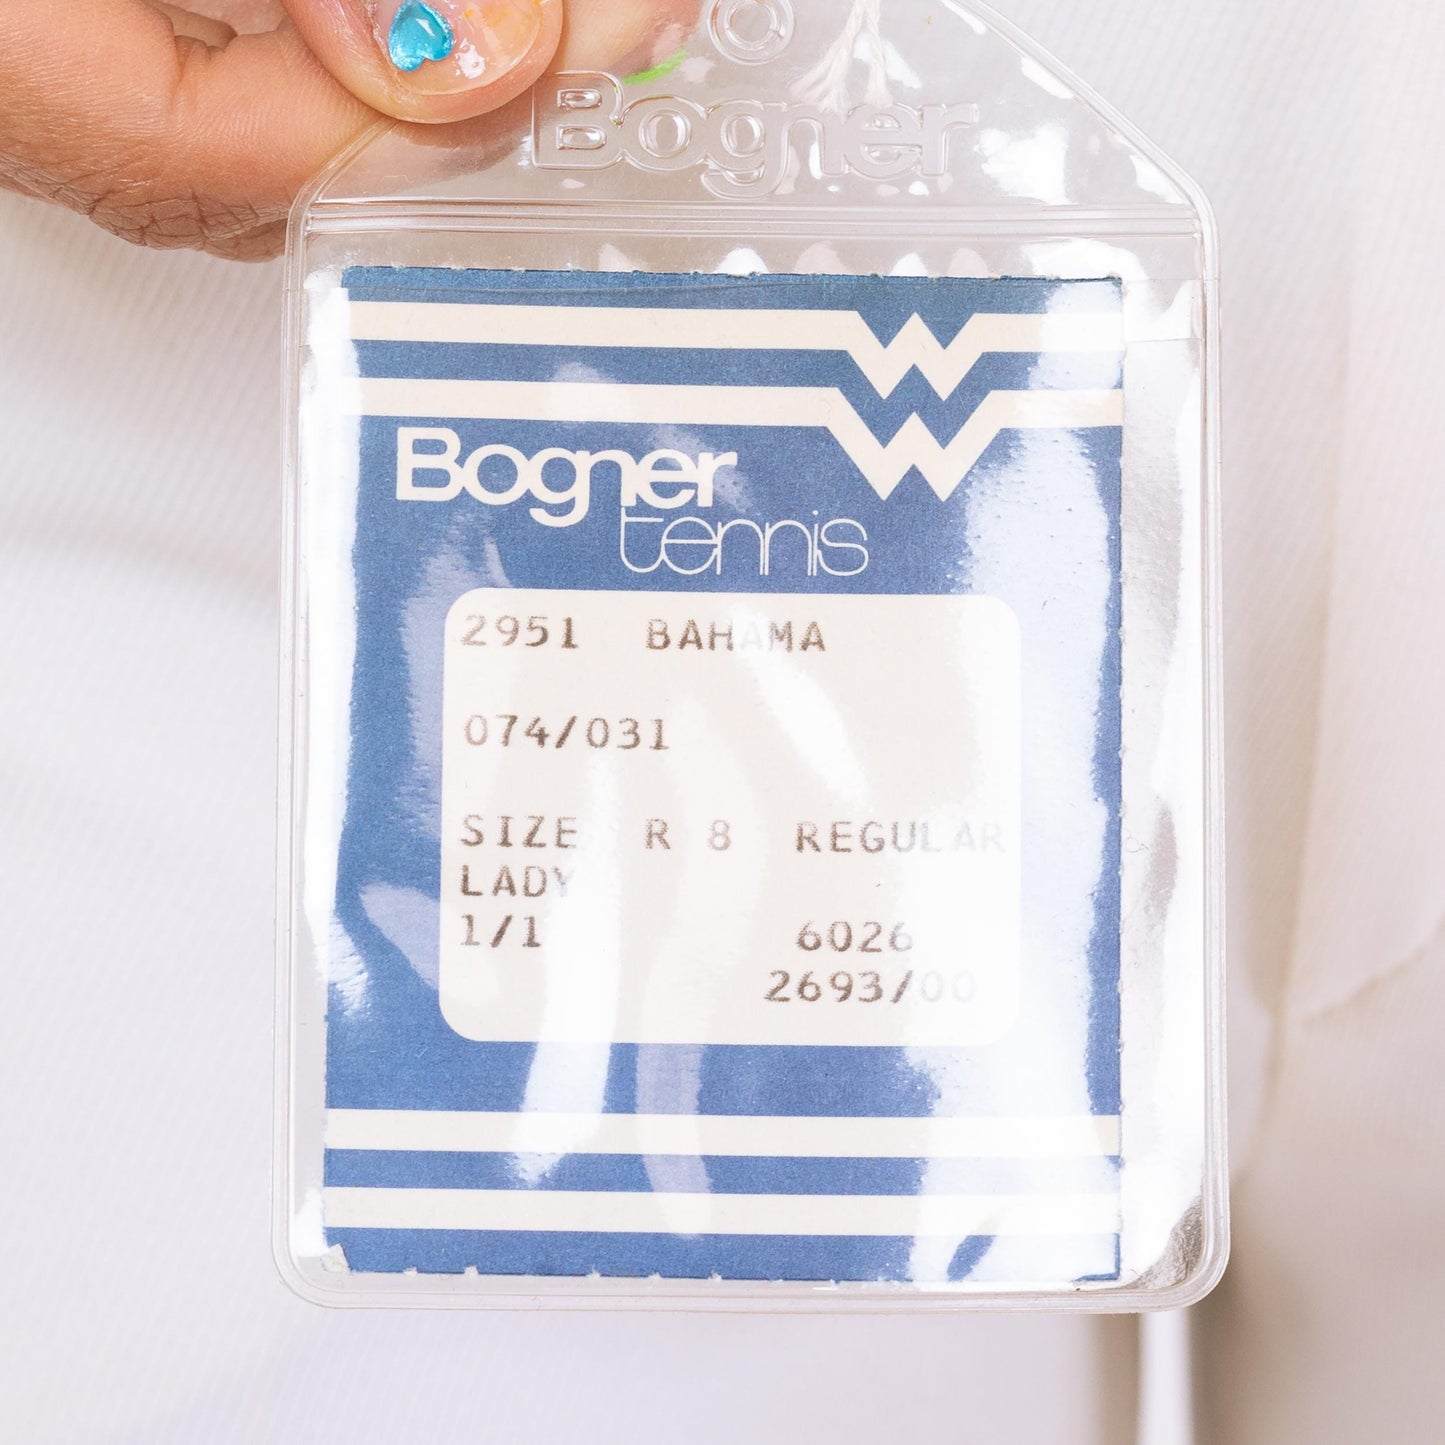 Bogner
Bogner
tennis
2951 BAHAMA
074/031
SIZE R 8 REGULAR
LADY
1/1 6026
2693/00